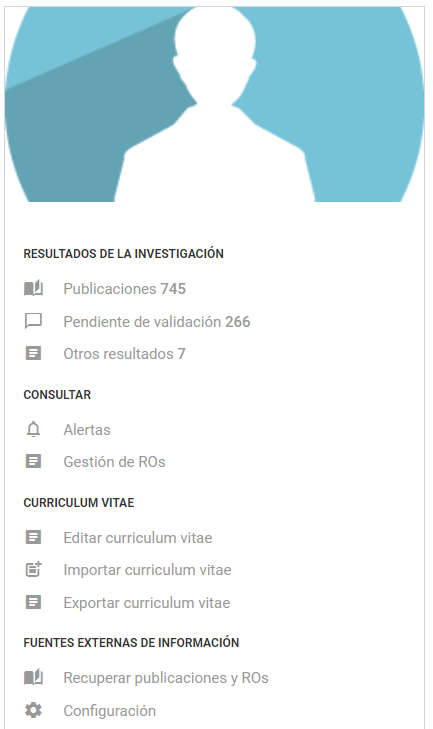 RESULTADOS DE LA INVESTIGACIÓN
Publicaciones 745
Pendiente de validación 266
Otros resultados 7
CONSULTAR
Alertas
Gestión de ROs
CURRICULUM VITAE
Editar curriculum vitae
Importar curriculum vitae
Exportar curriculum vitae
FUENTES EXTERNAS DE INFORMACIÓN
Recuperar publicaciones y ROs
Configuración